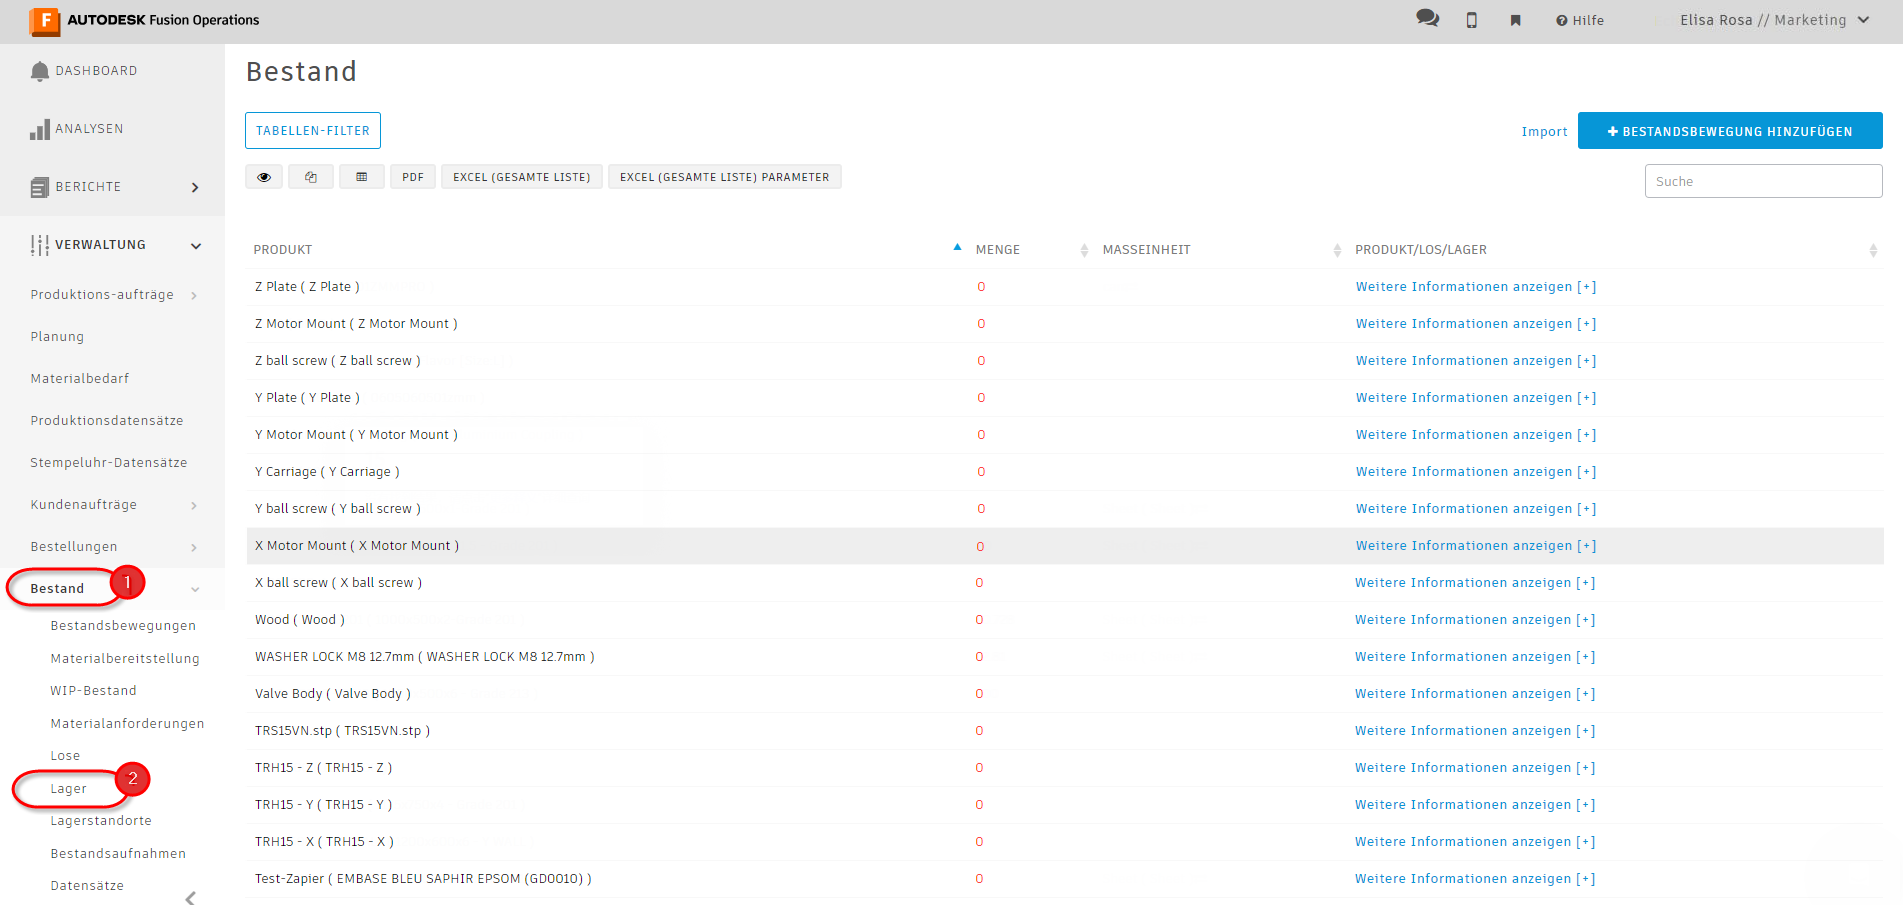 F AUTODESK Fusion Operations
Hilfe
Elisa Rosa // Marketing
DASHBOARD
ANALYSEN
BERICHTE
VERWALTUNG
Produktions-aufträge
Planung
Materialbedarf
Produktionsdatensätze
Stempeluhr-Datensätze
Kundenaufträge
Bestellungen
Bestand 1
Bestandsbewegungen
Materialbereitstellung
WIP-Bestand
Materialanforderungen
Lose
Lager 2
Lagerstandorte
Bestandsaufnahmen
Datensätze
Bestand
TABELLEN-FILTER
Import
+ BESTANDSBEWEGUNG HINZUFÜGEN
PDF
EXCEL (GESAMTE LISTE)
EXCEL (GESAMTE LISTE) PARAMETER
Suche
PRODUKT MENGE MASSEINHEIT PRODUKT/LOS/LAGER
Z Plate ( Z Plate ) 0 Weitere Informationen anzeigen [+]
Z Motor Mount ( Z Motor Mount ) 0 Weitere Informationen anzeigen [+]
Z ball screw ( Z ball screw ) 0 Weitere Informationen anzeigen [+]
Y Plate ( Y Plate ) 0 Weitere Informationen anzeigen [+]
Y Motor Mount ( Y Motor Mount ) 0 Weitere Informationen anzeigen [+]
Y Carriage ( Y Carriage ) 0 Weitere Informationen anzeigen [+]
Y ball screw ( Y ball screw ) 0 Weitere Informationen anzeigen [+]
X Motor Mount ( X Motor Mount ) 0 Weitere Informationen anzeigen [+]
X ball screw ( X ball screw ) 0 Weitere Informationen anzeigen [+]
Wood ( Wood ) 0 Weitere Informationen anzeigen [+]
WASHER LOCK M8 12.7mm ( WASHER LOCK M8 12.7mm ) 0 Weitere Informationen anzeigen [+]
Valve Body ( Valve Body ) 0 Weitere Informationen anzeigen [+]
TRS15VN.stp ( TRS15VN.stp ) 0 Weitere Informationen anzeigen [+]
TRH15 - Z ( TRH15 - Z ) 0 Weitere Informationen anzeigen [+]
TRH15 - Y ( TRH15 - Y ) 0 Weitere Informationen anzeigen [+]
TRH15 - X ( TRH15 - X ) 0 Weitere Informationen anzeigen [+]
Test-Zapier ( EMBASE BLEU SAPHIR EPSOM (GD0010) ) 0 Weitere Informationen anzeigen [+]